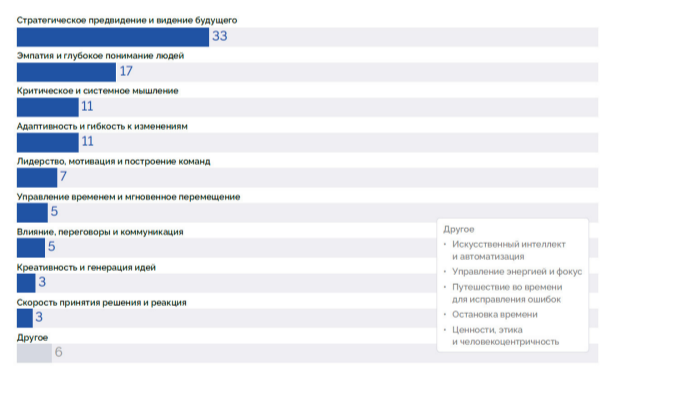 Стратегическое предвидение и видение будущего
33
Эмпатия и глубокое понимание людей
17
Критическое и системное мышление
11
Адаптивность и гибкость к изменениям
11
Лидерство, мотивация и построение команд
7
Управление временем и мгновенное перемещение
5
Влияние, переговоры и коммуникация
5
Креативность и генерация идей
3
Скорость принятия решения и реакция
3
Другое
6
Другое
• Искусственный интеллект
и автоматизация
• Управление энергией и фокус
• Путешествие во времени
для исправления ошибок
• Остановка времени
• Ценности, этика
и человекоцентричность